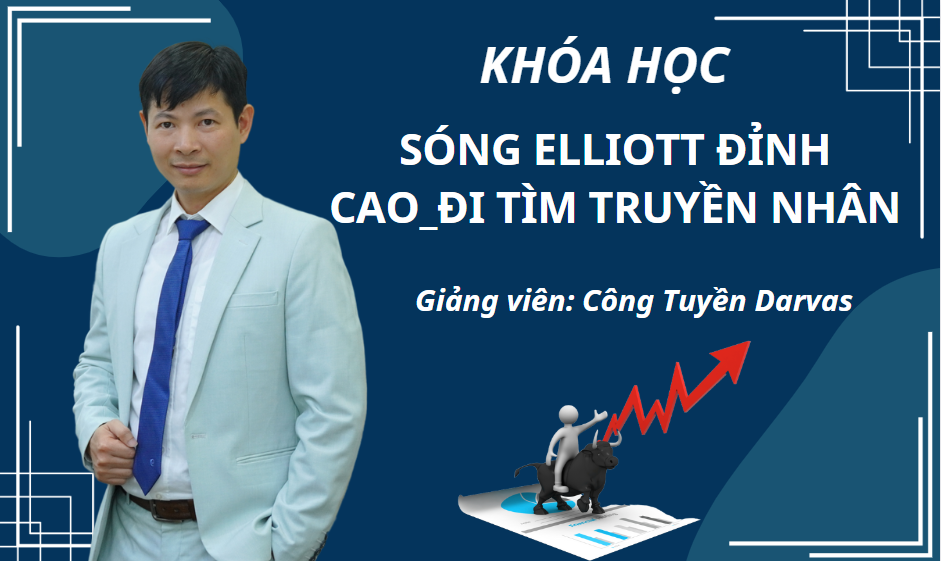 KHÓA HỌC
SÓNG ELLIOTT ĐỈNH
CAO_ĐI TÌM TRUYỀN NHÂN
Giảng viên: Công Tuyền Darvas